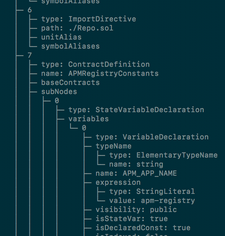 symbolAliases
6
type: ImportDirective
path: ./Repo.sol
unitAlias
symbolAliases
7
type: ContractDefinition
name: APMRegistryConstants
baseContracts
subNodes
0
type: StateVariableDeclaration
variables
0
type: VariableDeclaration
typeName
type: ElementaryTypeName
name: string
name: APM_APP_NAME
expression
type: StringLiteral
value: apm-registry
visibility: public
isStateVar: true
isDeclaredConst: true